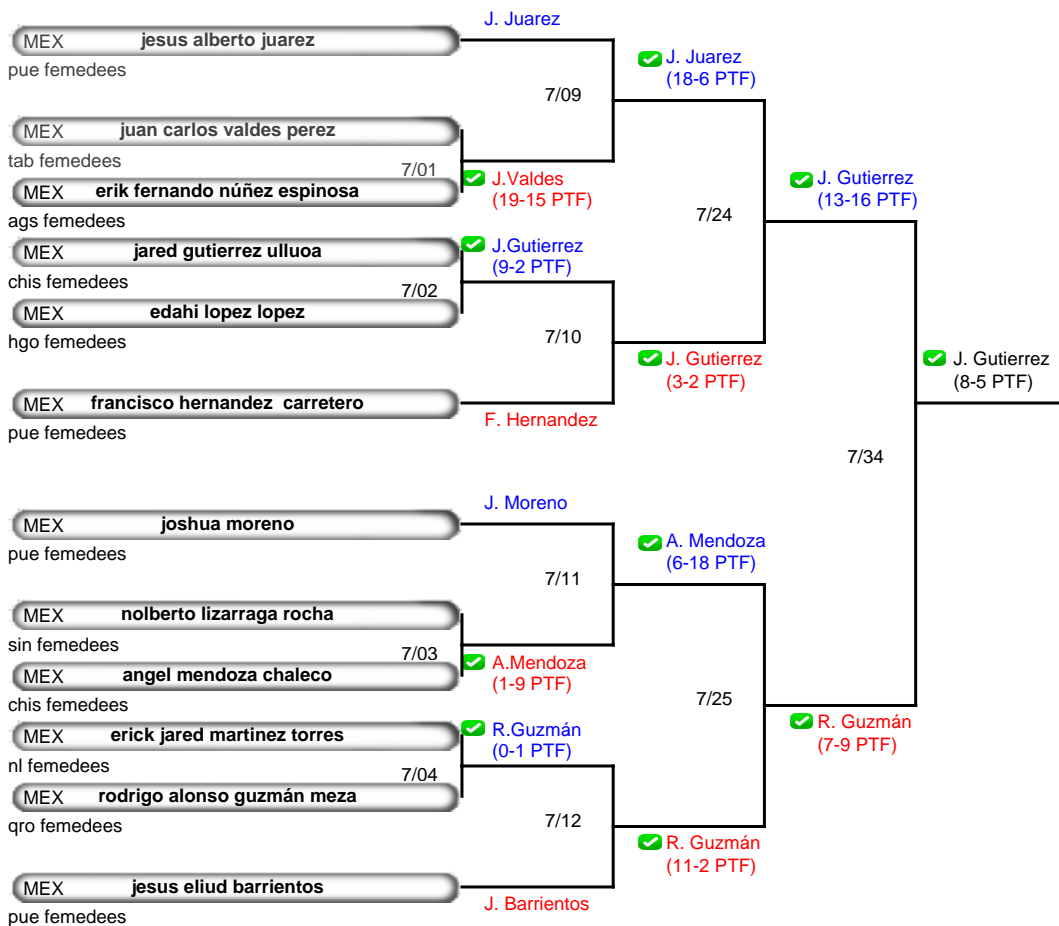 J. Juarez
MEX jesus alberto juarez
pue femedees
J. Juarez
(18-6 PTF)
7/09
MEX juan carlos valdes perez
tab femedees
7/01
J.Valdes
(19-15 PTF)
MEX erik fernando núñez espinosa
ags femedees
J. Gutierrez
(13-16 PTF)
7/24
MEX jared gutierrez ulluoa
chis femedees
J.Gutierrez
(9-2 PTF)
7/02
MEX edahi lopez lopez
hgo femedees
7/10
J. Gutierrez
(3-2 PTF)
J. Gutierrez
(8-5 PTF)
MEX francisco hernandez  carretero
pue femedees
F. Hernandez
7/34
J. Moreno
MEX joshua moreno
pue femedees
A. Mendoza
(6-18 PTF)
7/11
MEX nolberto lizarraga rocha
sin femedees
7/03
A.Mendoza
(1-9 PTF)
MEX angel mendoza chaleco
chis femedees
7/25
R. Guzmán
(7-9 PTF)
MEX erick jared martinez torres
nl femedees
R.Guzmán
(0-1 PTF)
7/04
MEX rodrigo alonso guzmán meza
qro femedees
7/12
R. Guzmán
(11-2 PTF)
MEX jesus eliud barrientos
pue femedees
J. Barrientos